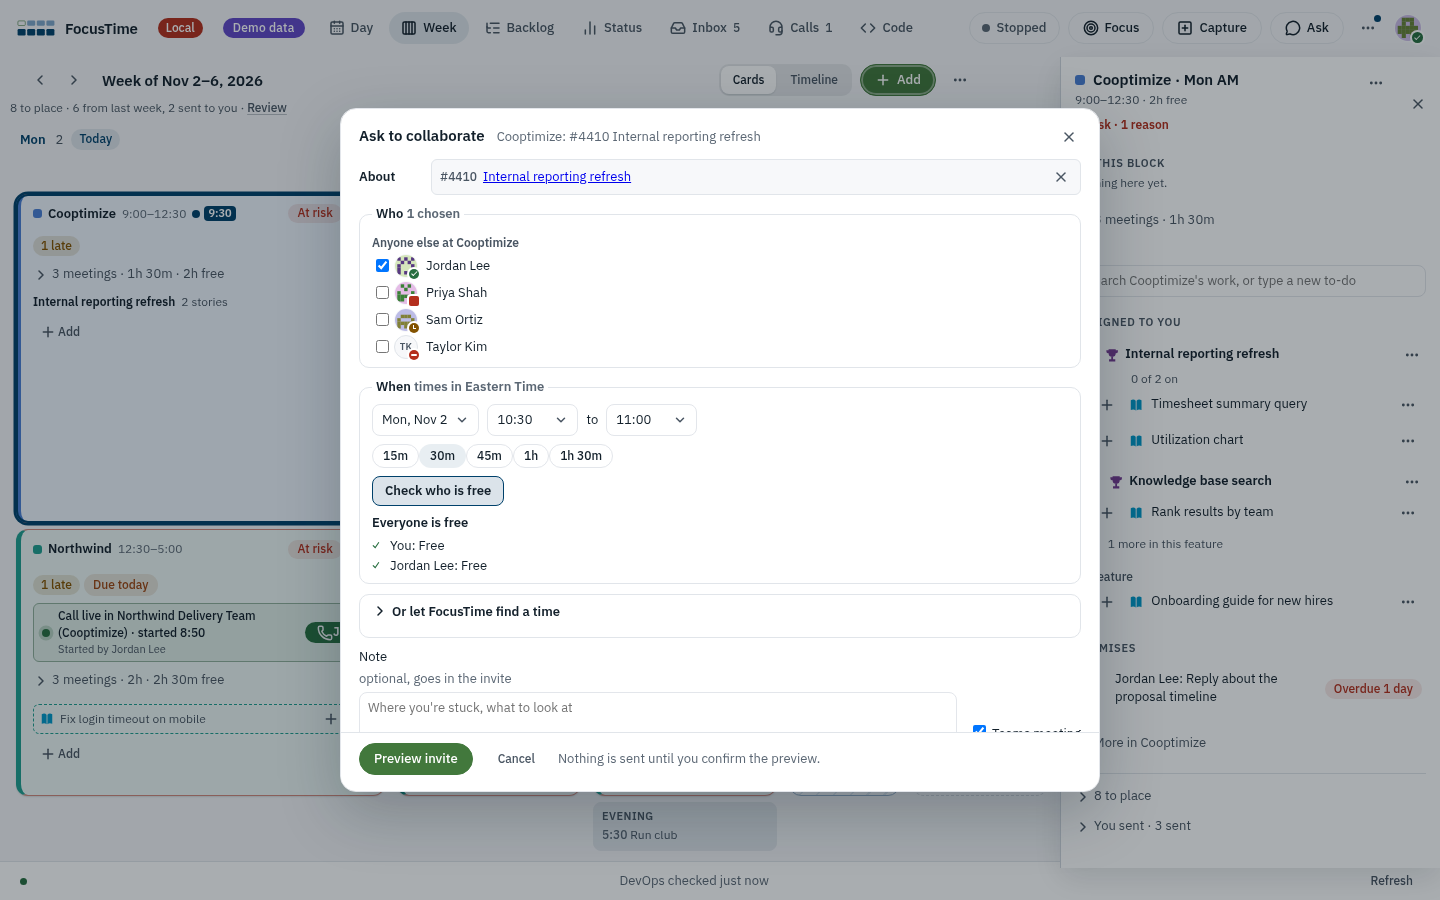 FocusTime
Local
Demo data
Day
Week
Backlog
Status
Inbox 5
Calls 1
Code
Stopped
Focus
Capture
Ask
Week of Nov 2–6, 2026
Cards
Timeline
Add
8 to place · 6 from last week, 2 sent to you · Review
Mon 2 Today
Cooptimize 9:00–12:30 9:30 At risk
1 late
3 meetings · 1h 30m · 2h free
Internal reporting refresh 2 stories
Add
Northwind 12:30–5:00 At risk
1 late Due today
Call live in Northwind Delivery Team
(Cooptimize) · started 8:50
Started by Jordan Lee
3 meetings · 2h · 2h 30m free
Fix login timeout on mobile
Add
EVENING
5:30 Run club
Ask to collaborate Cooptimize: #4410 Internal reporting refresh
About
#4410 Internal reporting refresh
Who 1 chosen
Anyone else at Cooptimize
Jordan Lee
Priya Shah
Sam Ortiz
TK Taylor Kim
When times in Eastern Time
Mon, Nov 2 10:30 to 11:00
15m 30m 45m 1h 1h 30m
Check who is free
Everyone is free
You: Free
Jordan Lee: Free
Or let FocusTime find a time
Note
optional, goes in the invite
Where you're stuck, what to look at
Teams meeting
Preview invite
Cancel
Nothing is sent until you confirm the preview.
Cooptimize · Mon AM
9:00–12:30 · 2h free
· 1 reason
THIS BLOCK
here yet.
meetings · 1h 30m
Cooptimize's work, or type a new to-do
TO YOU
Internal reporting refresh
0 of 2 on
Timesheet summary query
Utilization chart
Knowledge base search
Rank results by team
1 more in this feature
Onboarding guide for new hires
Jordan Lee: Reply about the
proposal timeline
Overdue 1 day
More in Cooptimize
8 to place
You sent · 3 sent
DevOps checked just now
Refresh